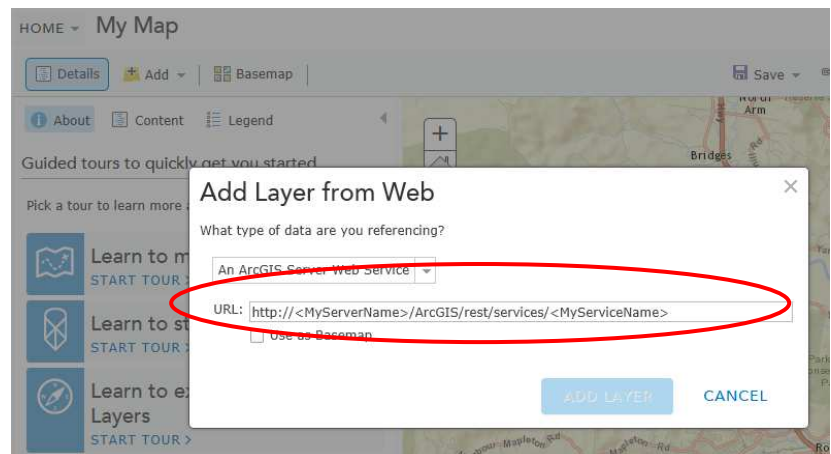 HOME My Map
Details Add Basemap Save
About Content Legend
Guided tours to quickly get you started
Pick a tour to learn more
Learn to m
START TOUR >
Learn to st
START TOUR
Learn to ex
Layers
START TOUR >
Arm
Bridges
Add Layer from Web
What type of data are you referencing?
An ArcGIS Server Web Service
URL: http://<MyServerName>/ArcGIS/rest/services/<MyServiceName>
Use as Basemap
ADD LAYER CANCEL
Mapleton Rd